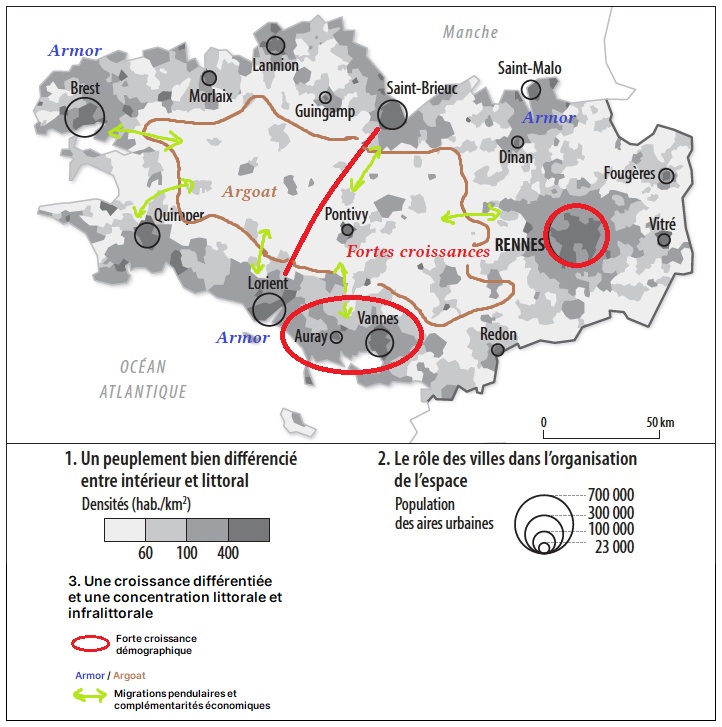 Manche
Armor
Lannion
Saint-Malo
Brest
Morlaix
Saint-Brieuc
Guingamp
Armor
Dinan
Fougères
Argoat
Quimper
Pontivy
Vitré
RENNES
Fortes croissances
Lorient
Vannes
Armor
Auray
Redon
OCÉAN
ATLANTIQUE
0 50 km
1. Un peuplement bien différencié
entre intérieur et littoral
Densités (hab./km²)
60 100 400
2. Le rôle des villes dans l'organisation
de l'espace
Population
des aires urbaines
700 000
300 000
100 000
23 000
3. Une croissance différentiée
et une concentration littorale et
infralittorale
Forte croissance
démographique
Armor / Argoat
Migrations pendulaires et
complémentarités économiques